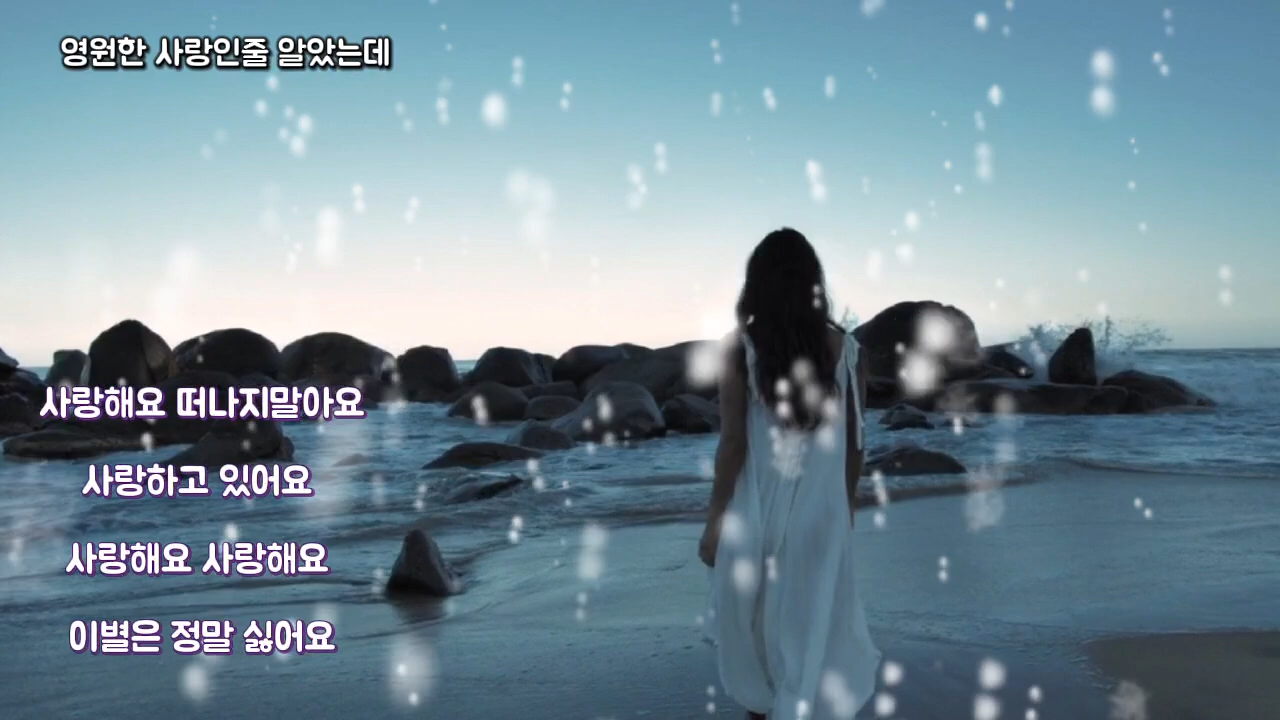 영원한 사랑인줄 알았는데
사랑해요 떠나지말아요
사랑하고 있어요
사랑해요 사랑해요
이별은 정말 싫어요